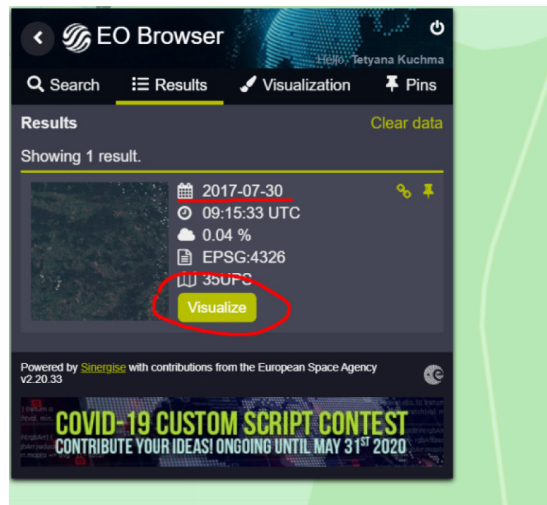 EO Browser
Hello, Tetyana Kuchma
Search Results Visualization Pins
Results Clear data
Showing 1 result.
2017-07-30
09:15:33 UTC
0.04 %
EPSG:4326
35UPS
Visualize
Powered by Sinergise with contributions from the European Space Agency
v2.20.33
COVID-19 CUSTOM SCRIPT CONTEST
CONTRIBUTE YOUR IDEAS! ONGOING UNTIL MAY 31ST 2020